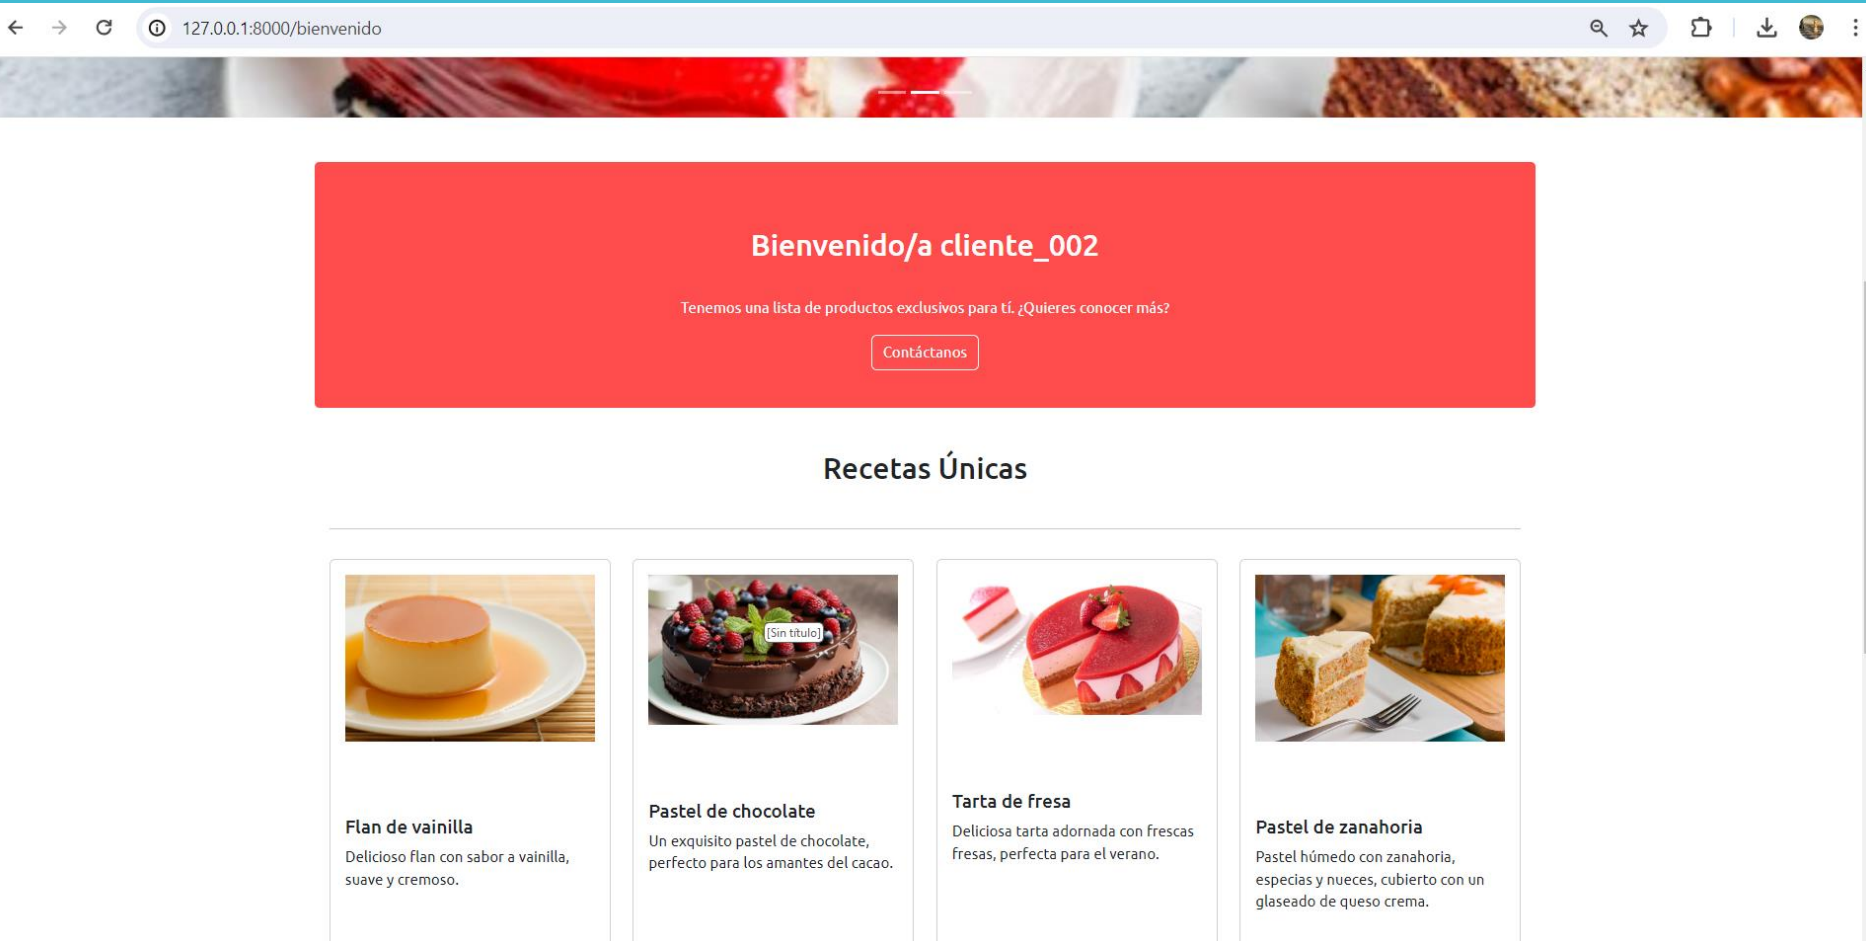 127.0.0.1:8000/bienvenido
Bienvenido/a cliente_002
Tenemos una lista de productos exclusivos para tí. ¿Quieres conocer más?
Contáctanos
Recetas Únicas
[Sin título]
Flan de vainilla
Delicioso flan con sabor a vainilla,
suave y cremoso.
Pastel de chocolate
Un exquisito pastel de chocolate,
perfecto para los amantes del cacao.
Tarta de fresa
Deliciosa tarta adornada con frescas
fresas, perfecta para el verano.
Pastel de zanahoria
Pastel húmedo con zanahoria,
especias y nueces, cubierto con un
glaseado de queso crema.